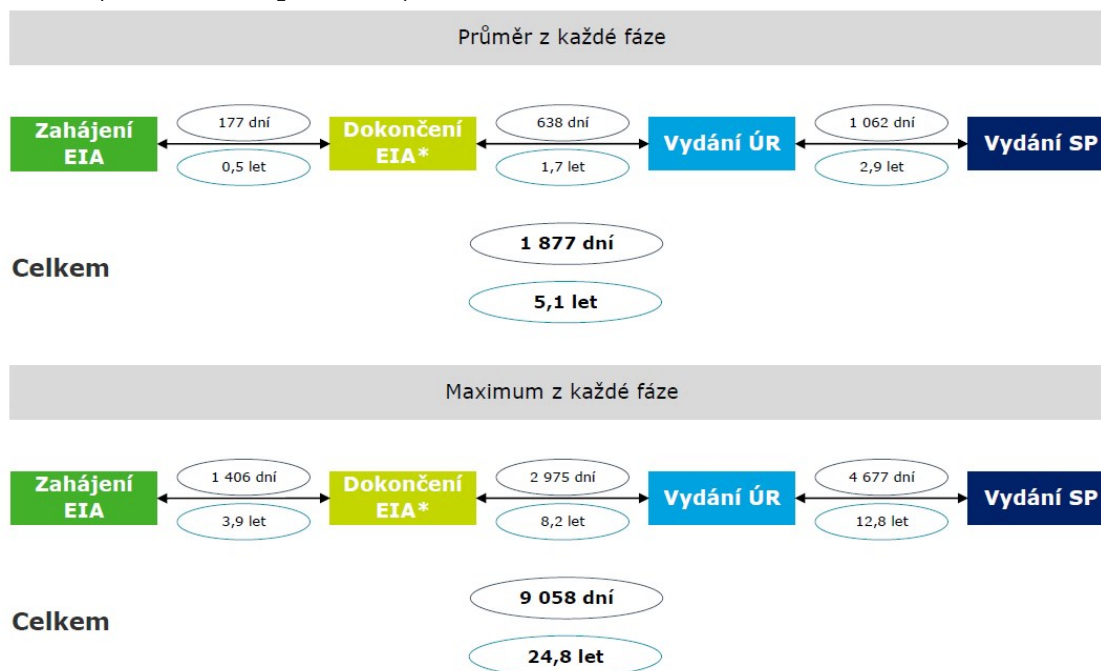 Průměr z každé fáze
177 dní
638 dní
1 062 dní
Zahájení
EIA
Dokončení
EIA*
Vydání ÚR
Vydání SP
0,5 let
1,7 let
2,9 let
1 877 dní
Celkem
5,1 let
Maximum z každé fáze
1 406 dní
2 975 dní
4 677 dní
Zahájení
EIA
Dokončení
EIA*
Vydání ÚR
Vydání SP
3,9 let
8,2 let
12,8 let
9 058 dní
Celkem
24,8 let